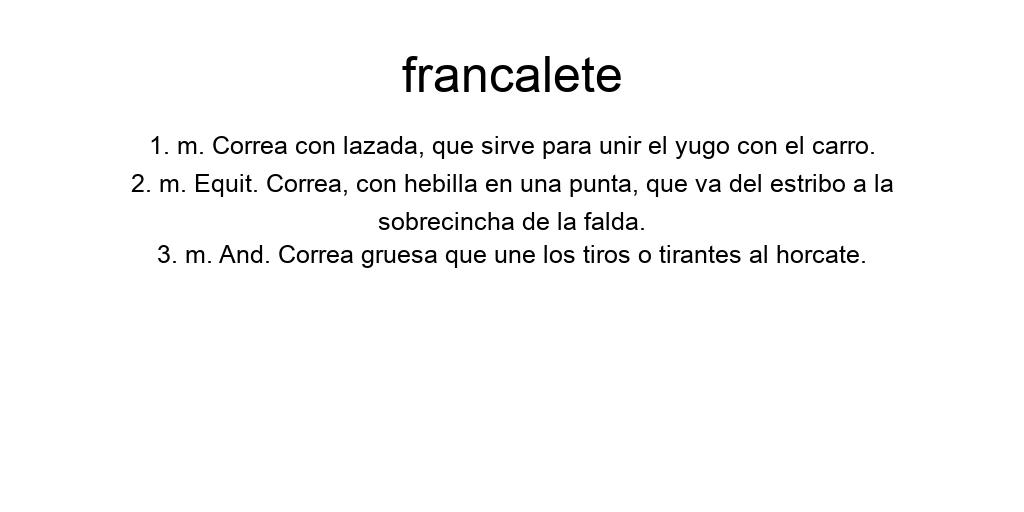 francalete
1. m. Correa con lazada, que sirve para unir el yugo con el carro.
2. m. Equit. Correa, con hebilla en una punta, que va del estribo a la
sobrecincha de la falda.
3. m. And. Correa gruesa que une los tiros o tirantes al horcate.